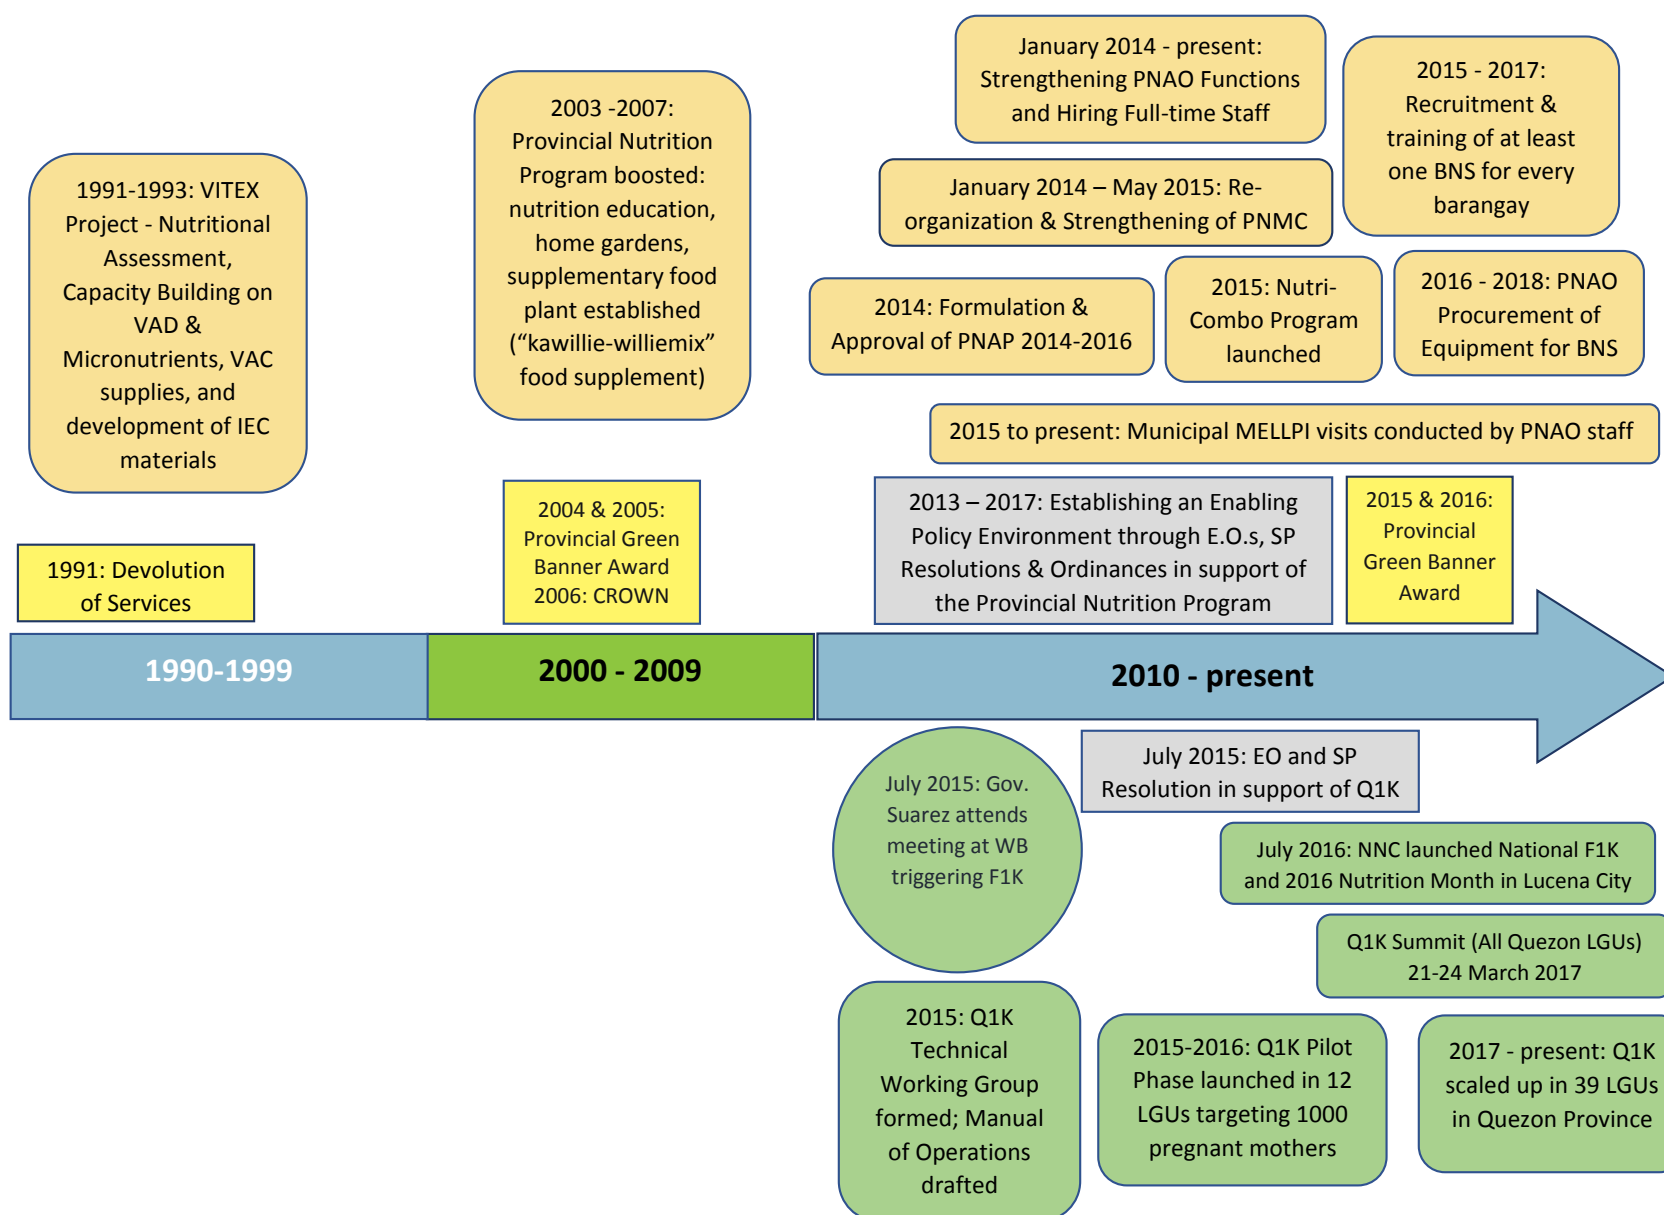 1991-1993: VITEX
Project - Nutritional
Assessment,
Capacity Building on
VAD &
Micronutrients, VAC
supplies, and
development of IEC
materials
2003 -2007:
Provincial Nutrition
Program boosted:
nutrition education,
home gardens,
supplementary food
plant established
(“kawillie-williemix”
food supplement)
January 2014 - present:
Strengthening PNAO Functions
and Hiring Full-time Staff
2015 - 2017:
Recruitment &
training of at least
one BNS for every
barangay
January 2014 – May 2015: Re-
organization & Strengthening of PNMC
2014: Formulation &
Approval of PNAP 2014-2016
2015: Nutri-
Combo Program
launched
2016 - 2018: PNAO
Procurement of
Equipment for BNS
2015 to present: Municipal MELLPI visits conducted by PNAO staff
1991: Devolution
of Services
2004 & 2005:
Provincial Green
Banner Award
2006: CROWN
2013 – 2017: Establishing an Enabling
Policy Environment through E.O.s, SP
Resolutions & Ordinances in support of
the Provincial Nutrition Program
2015 & 2016:
Provincial
Green Banner
Award
1990-1999
2000 - 2009
2010 - present
July 2015: Gov.
Suarez attends
meeting at WB
triggering F1K
July 2015: EO and SP
Resolution in support of Q1K
July 2016: NNC launched National F1K
and 2016 Nutrition Month in Lucena City
Q1K Summit (All Quezon LGUs)
21-24 March 2017
2015: Q1K
Technical
Working Group
formed; Manual
of Operations
drafted
2015-2016: Q1K Pilot
Phase launched in 12
LGUs targeting 1000
pregnant mothers
2017 - present: Q1K
scaled up in 39 LGUs
in Quezon Province